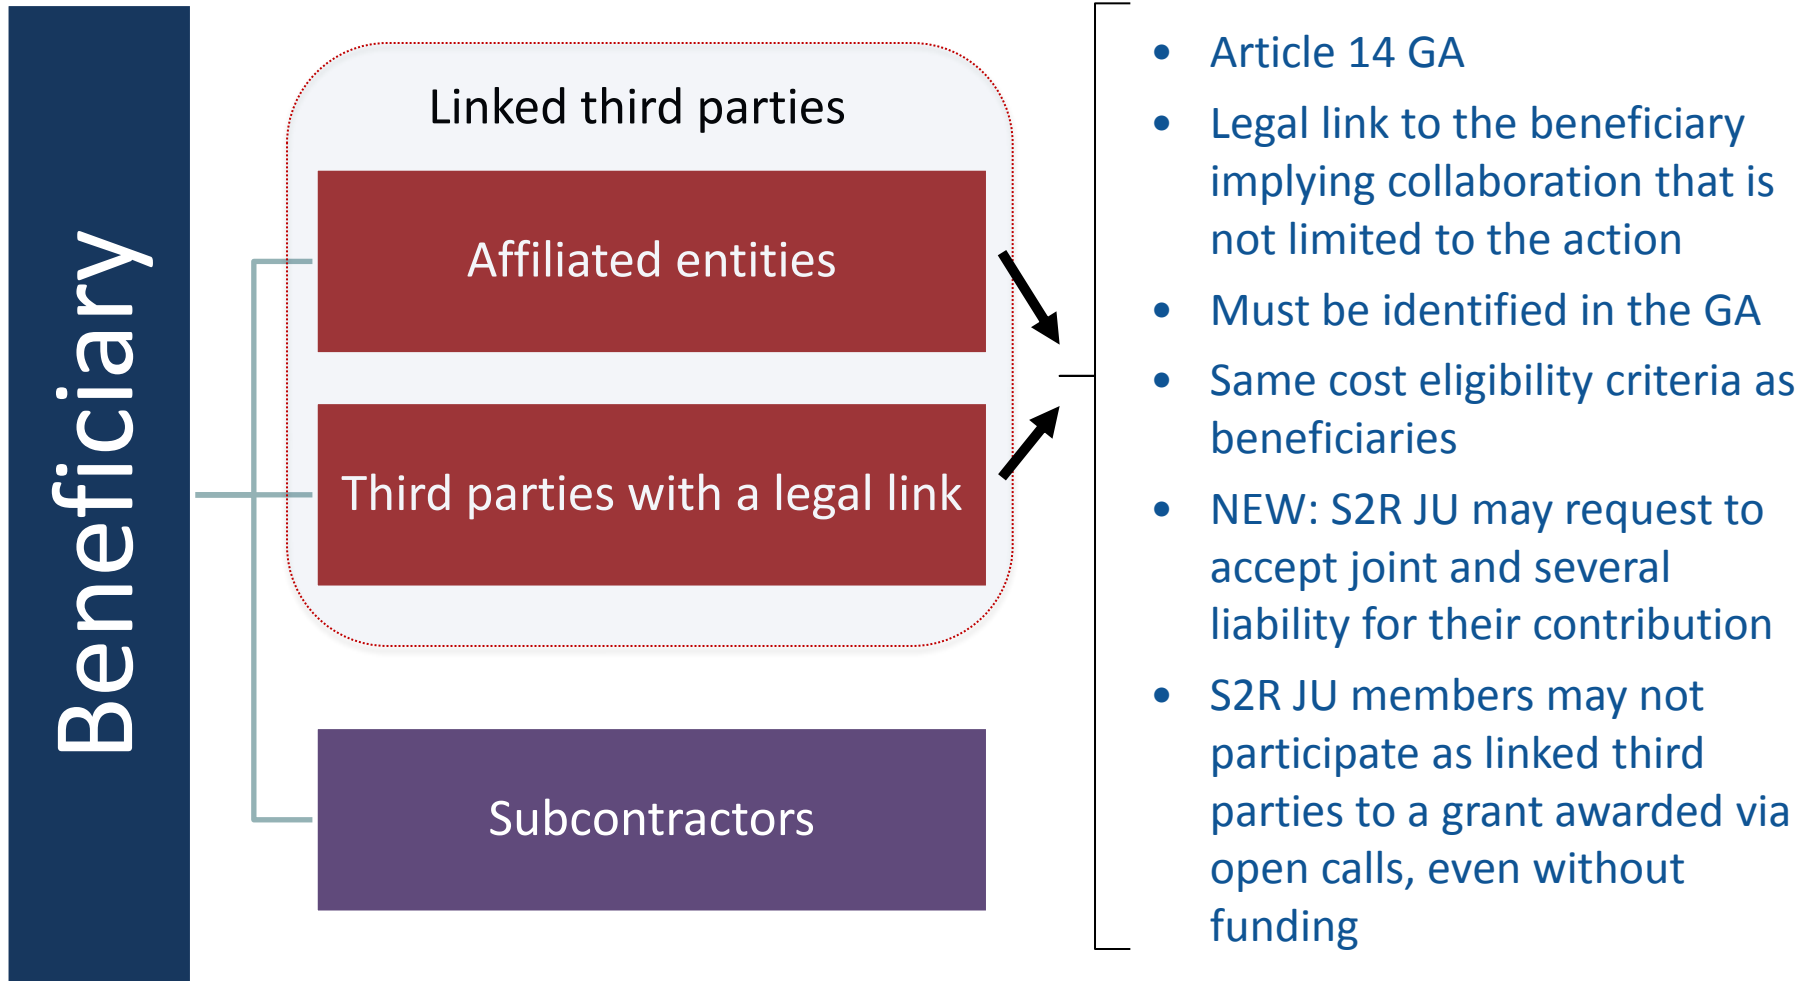 Beneficiary
Linked third parties
Affiliated entities
Third parties with a legal link
Subcontractors
• Article 14 GA
• Legal link to the beneficiary
implying collaboration that is
not limited to the action
• Must be identified in the GA
• Same cost eligibility criteria as
beneficiaries
• NEW: S2R JU may request to
accept joint and several
liability for their contribution
• S2R JU members may not
participate as linked third
parties to a grant awarded via
open calls, even without
funding